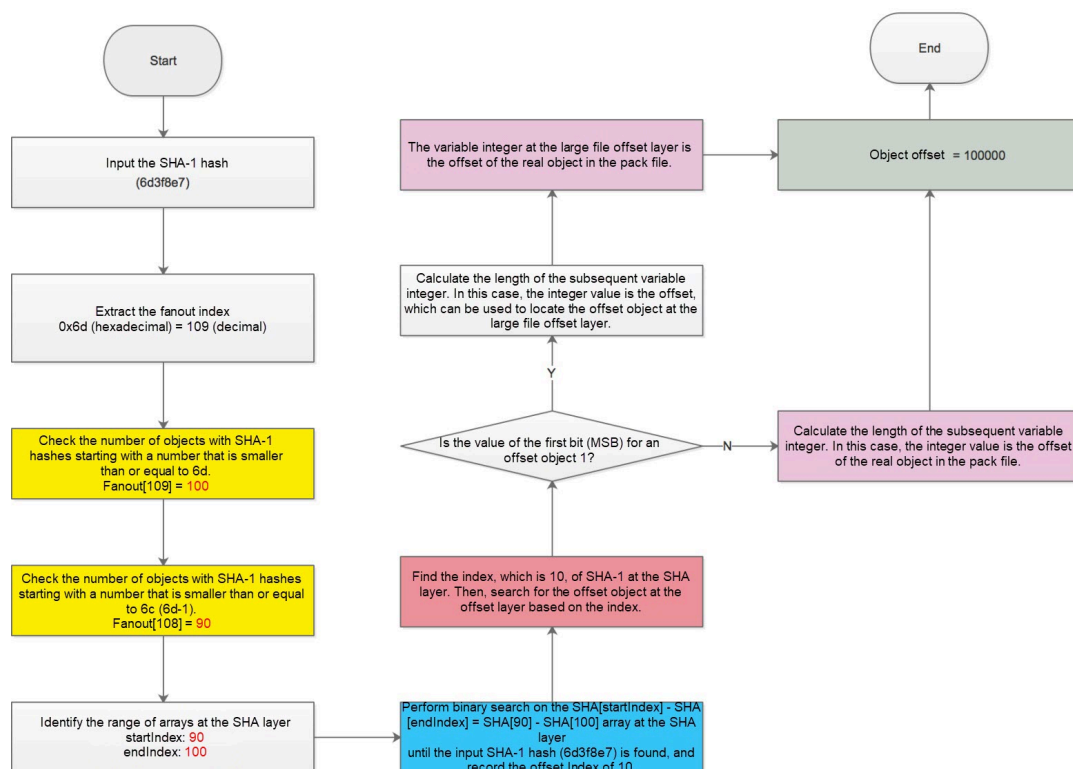 Start
Input the SHA-1 hash
(6d3f8e7)
Extract the fanout index
0x6d (hexadecimal) = 109 (decimal)
Check the number of objects with SHA-1
hashes starting with a number that is smaller
than or equal to 6d.
Fanout[109] = 100
Check the number of objects with SHA-1 hashes
starting with a number that is smaller than or equal
to 6c (6d-1).
Fanout[108] = 90
Identify the range of arrays at the SHA layer
startIndex: 90
endIndex: 100
Perform binary search on the SHA[startIndex] - SHA
[endIndex] = SHA[90] - SHA[100] array at the SHA
layer
until the input SHA-1 hash (6d3f8e7) is found, and
record the offset Index of 10
Find the index, which is 10, of SHA-1 at the SHA
layer. Then, search for the offset object at the
offset layer based on the index.
Is the value of the first bit (MSB) for an
offset object 1?
Y
N
Calculate the length of the subsequent variable
integer. In this case, the integer value is the offset,
which can be used to locate the offset object at the
large file offset layer.
The variable integer at the large file offset layer is
the offset of the real object in the pack file.
Calculate the length of the subsequent variable
integer. In this case, the integer value is the offset
of the real object in the pack file.
Object offset = 100000
End